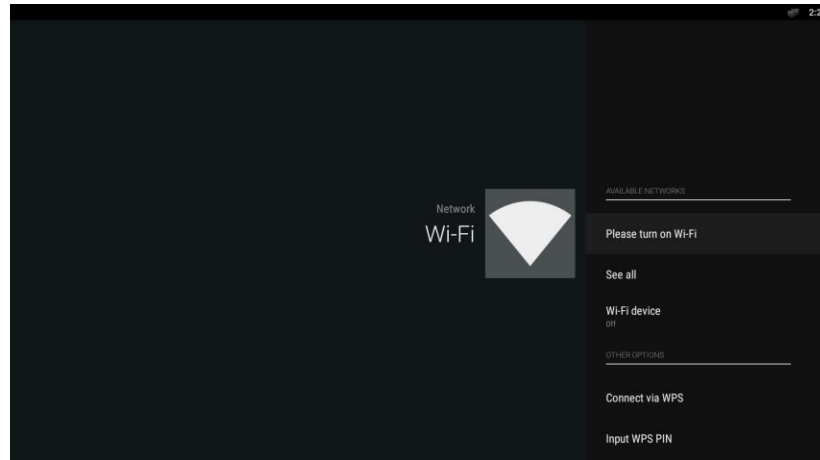 Network
Wi-Fi
AVAILABLE NETWORKS
Please turn on Wi-Fi
See all
Wi-Fi device
Off
OTHER OPTIONS
Connect via WPS
Input WPS PIN